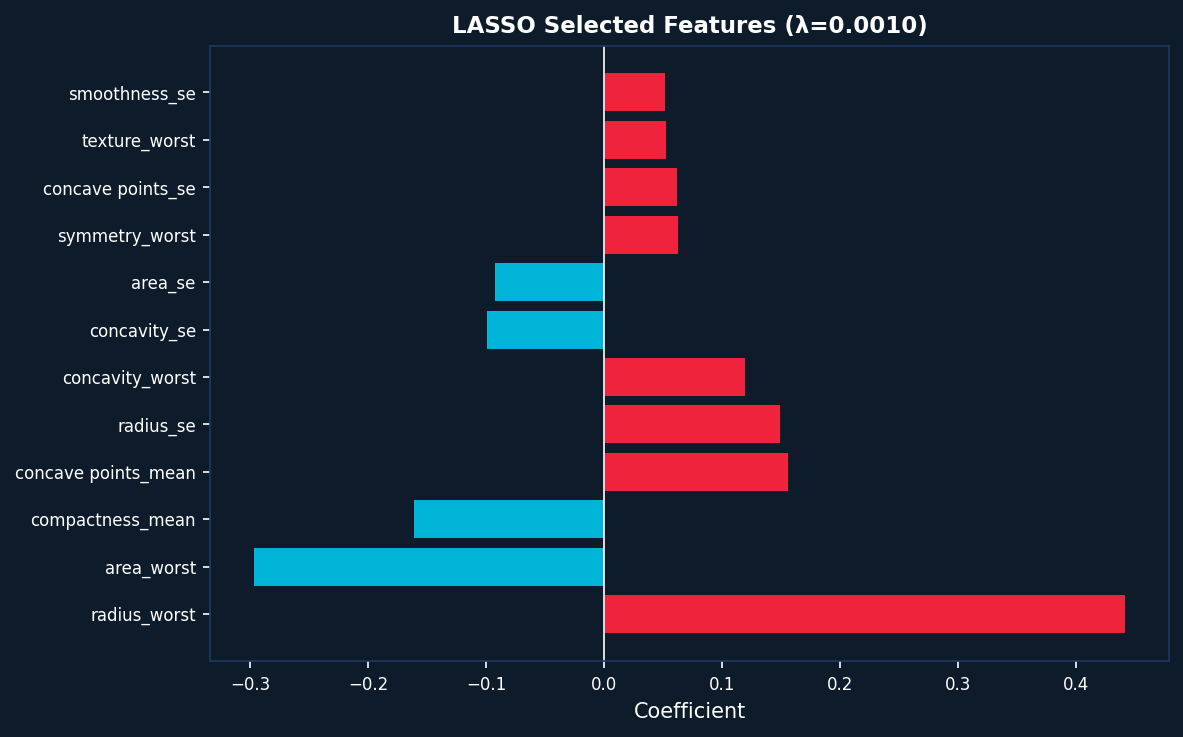 LASSO Selected Features (λ=0.0010)
smoothness_se
texture_worst
concave points_se
symmetry_worst
area_se
concavity_se
concavity_worst
radius_se
concave points_mean
compactness_mean
area_worst
radius_worst
−0.3 −0.2 −0.1 0.0 0.1 0.2 0.3 0.4
Coefficient